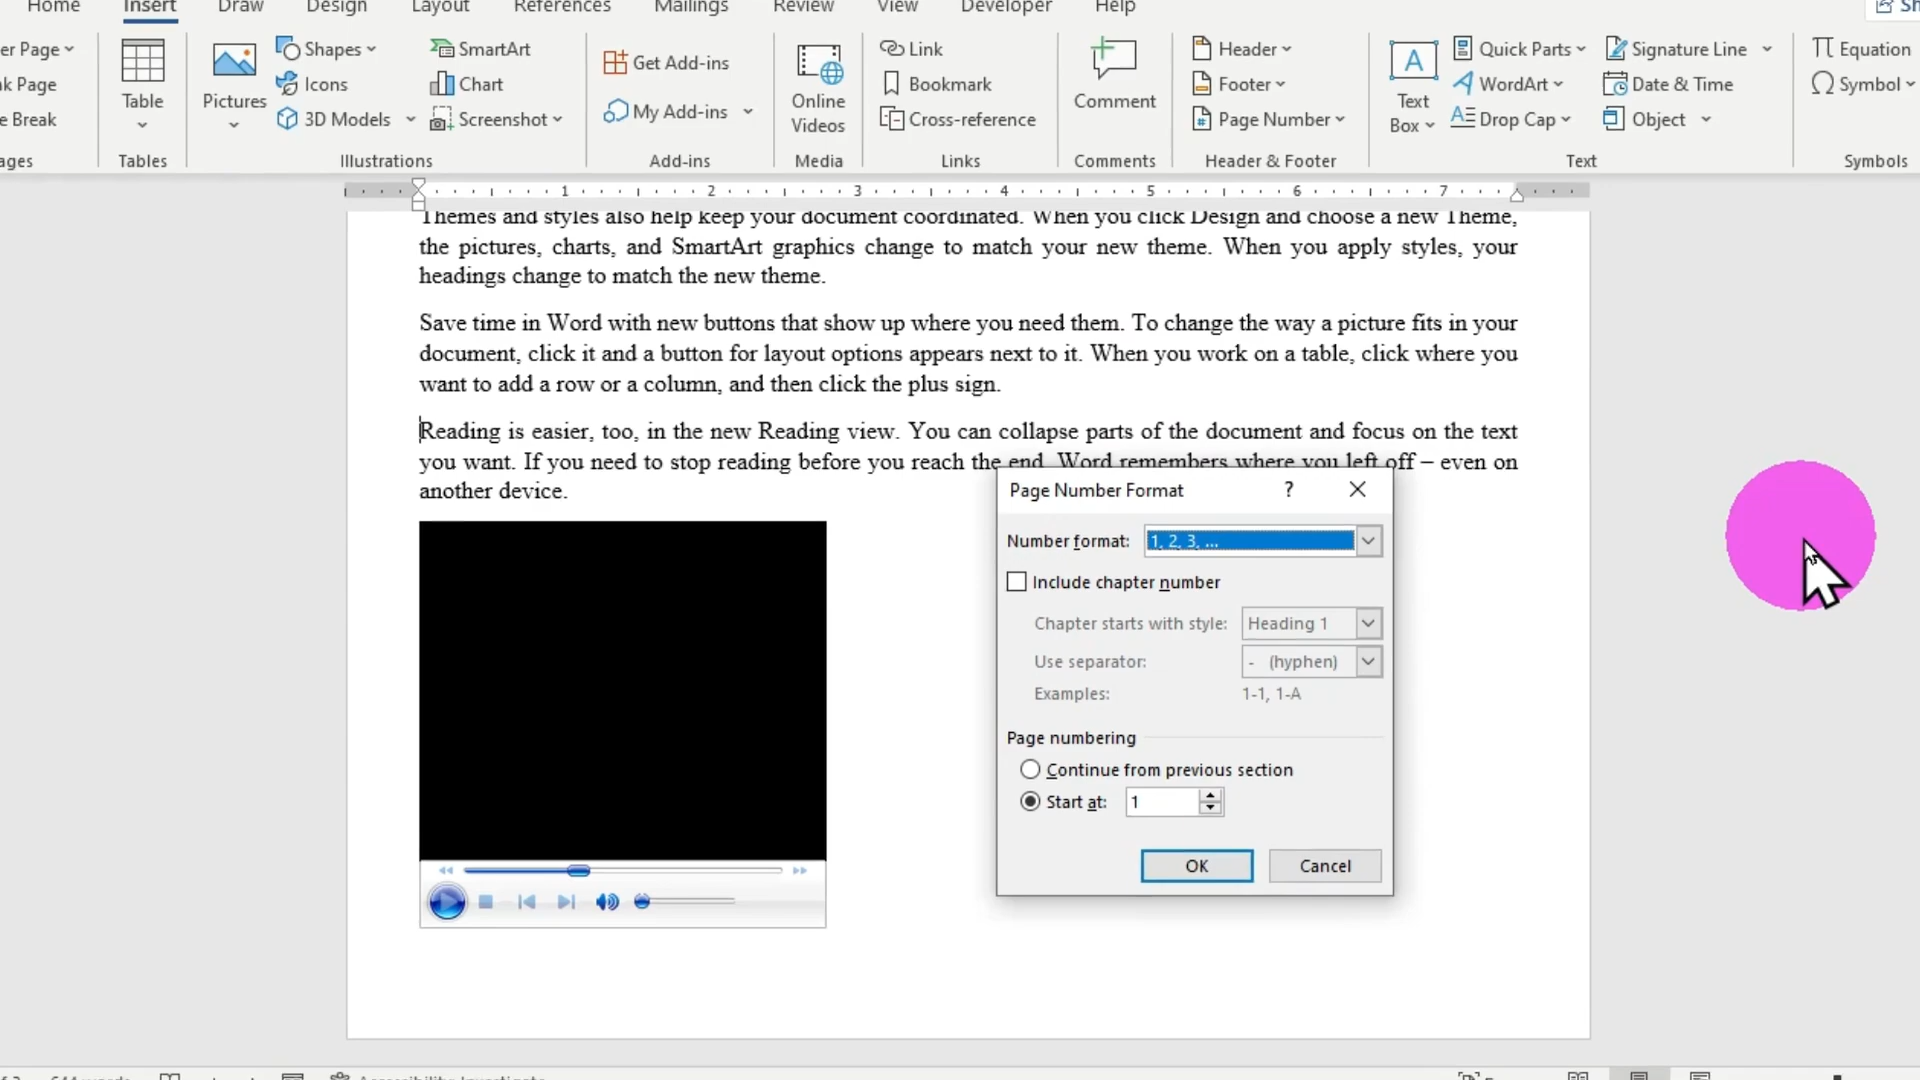 Home Insert Draw Design Layout References Mailings Review View Developer Help Sh
er Page
k Page
e Break
ages
Table
Tables
Pictures
Shapes
Icons
3D Models
SmartArt
Chart
Screenshot
Illustrations
Get Add-ins
My Add-ins
Add-ins
Online
Videos
Media
Link
Bookmark
Cross-reference
Links
Comment
Comments
Header
Footer
Page Number
Header & Footer
A
Text
Box
Quick Parts
WordArt
Drop Cap
Signature Line
Date & Time
Object
Text
Equation
Symbol
Symbols
1 2 3 4 5 6 7
Themes and styles also help keep your document coordinated. When you click Design and choose a new Theme,
the pictures, charts, and SmartArt graphics change to match your new theme. When you apply styles, your
headings change to match the new theme.
Save time in Word with new buttons that show up where you need them. To change the way a picture fits in your
document, click it and a button for layout options appears next to it. When you work on a table, click where you
want to add a row or a column, and then click the plus sign.
Reading is easier, too, in the new Reading view. You can collapse parts of the document and focus on the text
you want. If you need to stop reading before you reach the end, Word remembers where you left off – even on
another device.
Page Number Format ?
Number format: 1, 2, 3, ...
Include chapter number
Chapter starts with style: Heading 1
Use separator: - (hyphen)
Examples: 1-1, 1-A
Page numbering
Continue from previous section
Start at: 1
OK Cancel
Accessibility: Investigate